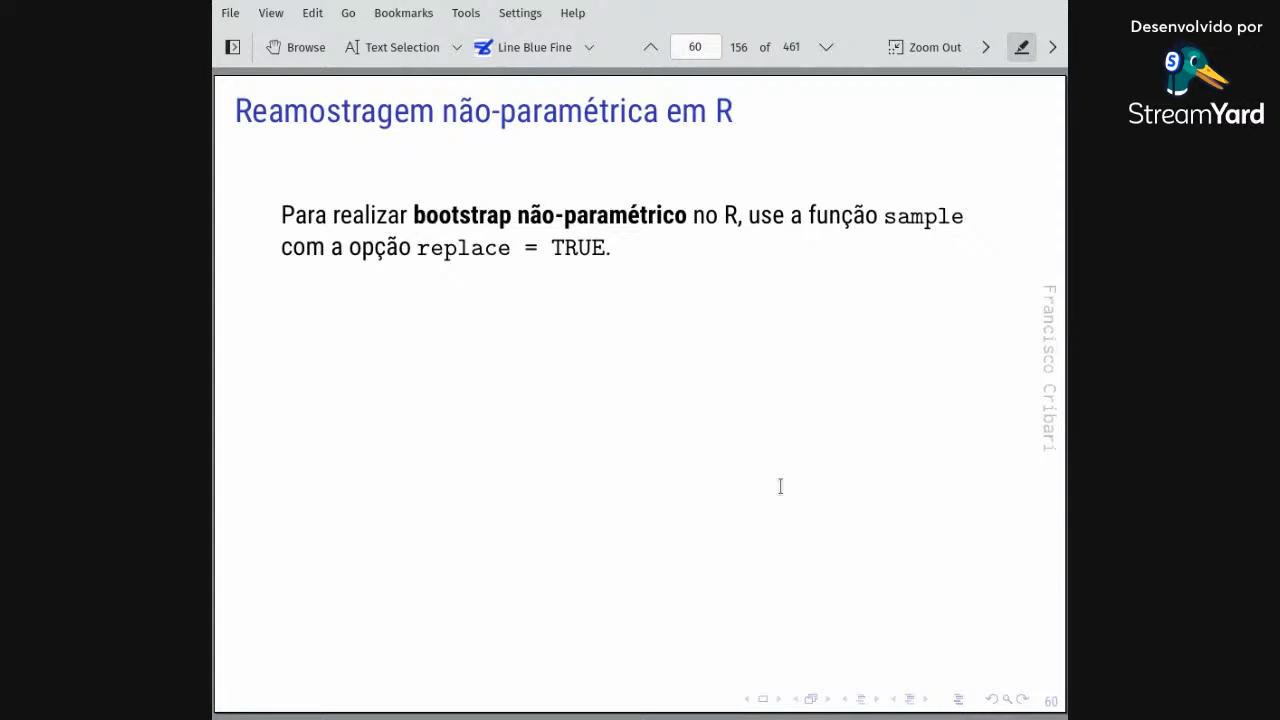 File View Edit Go Bookmarks Tools Settings Help
Browse Text Selection Line Blue Fine 60 156 of 461 Zoom Out
Desenvolvido por
S
StreamYard
Reamostragem não-paramétrica em R
Para realizar bootstrap não-paramétrico no R, use a função sample
com a opção replace = TRUE.
Francisco Cribari
60